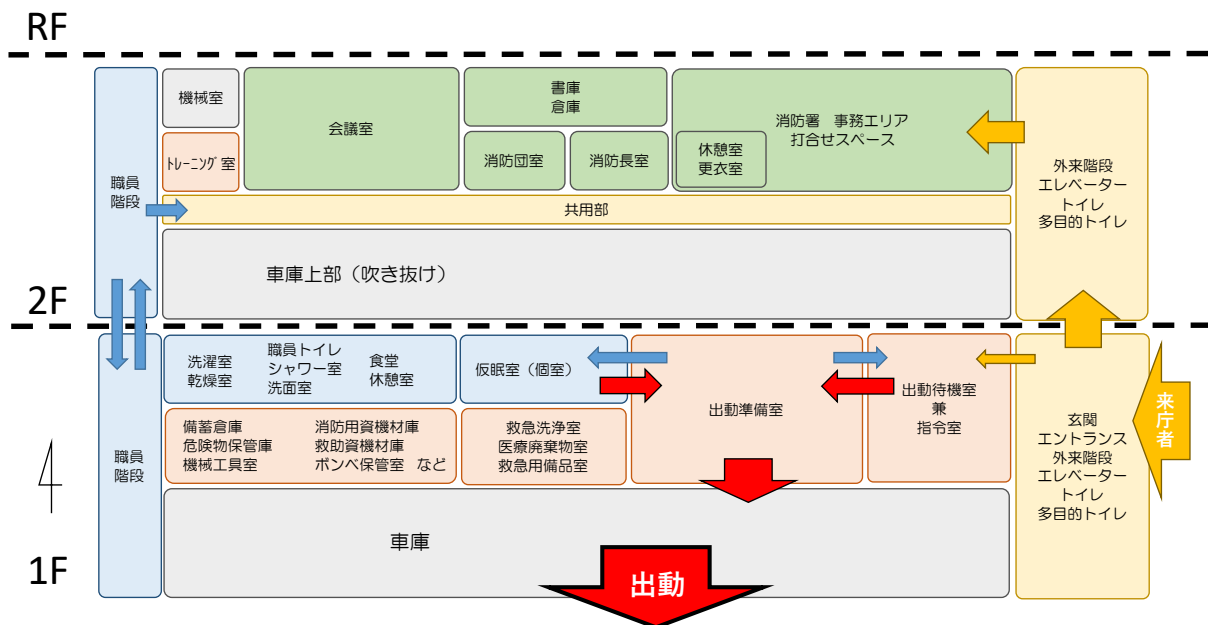 RF
機械室
会議室
書庫
倉庫
消防署　事務エリア
打合せスペース
ﾄﾚｰﾆﾝｸﾞ室
消防団室
消防長室
休憩室
更衣室
職員
階段
外来階段
エレベーター
トイレ
多目的トイレ
共用部
車庫上部（吹き抜け）
2F
洗濯室
乾燥室
職員トイレ
シャワー室
洗面室
食堂
休憩室
仮眠室（個室）
出動準備室
出動待機室
兼
指令室
備蓄倉庫
危険物保管庫
機械工具室
消防用資機材庫
救助資機材庫
ボンベ保管室　など
救急洗浄室
医療廃棄物室
救急用備品室
職員
階段
玄関
エントランス
外来階段
エレベーター
トイレ
多目的トイレ
来庁者
車庫
1F
出動